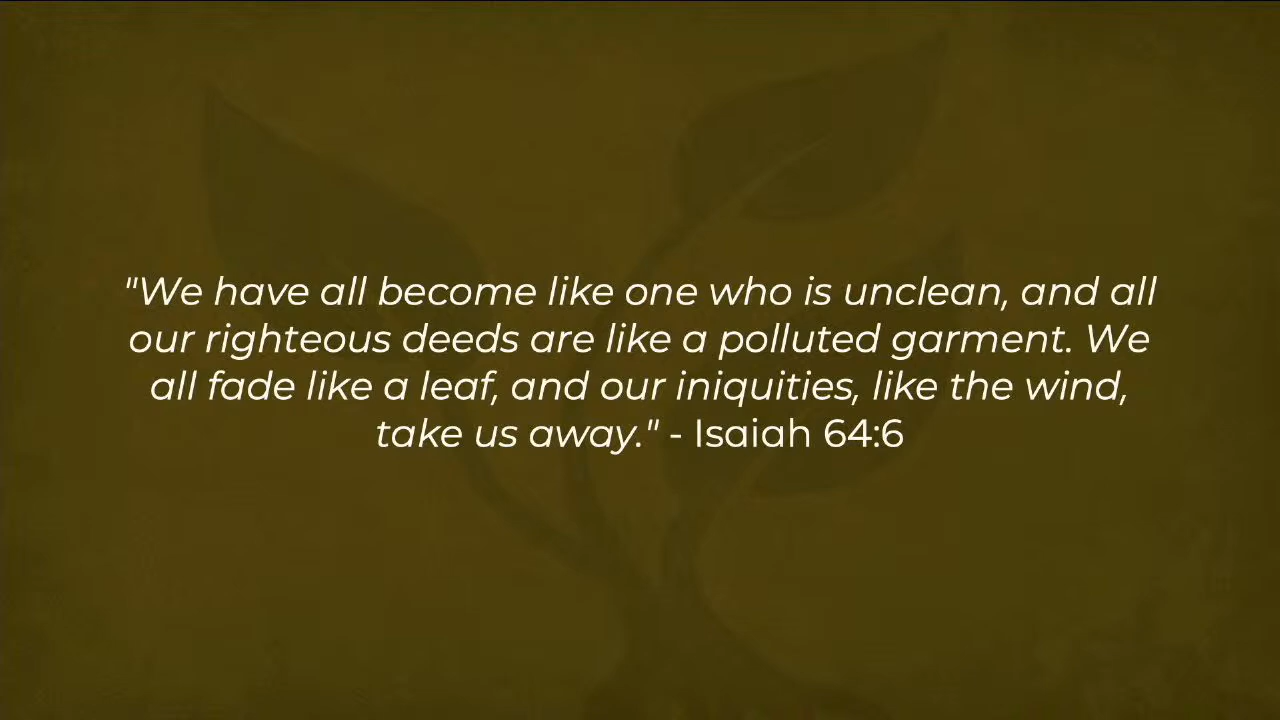 "We have all become like one who is unclean, and all
our righteous deeds are like a polluted garment. We
all fade like a leaf, and our iniquities, like the wind,
take us away." - Isaiah 64:6